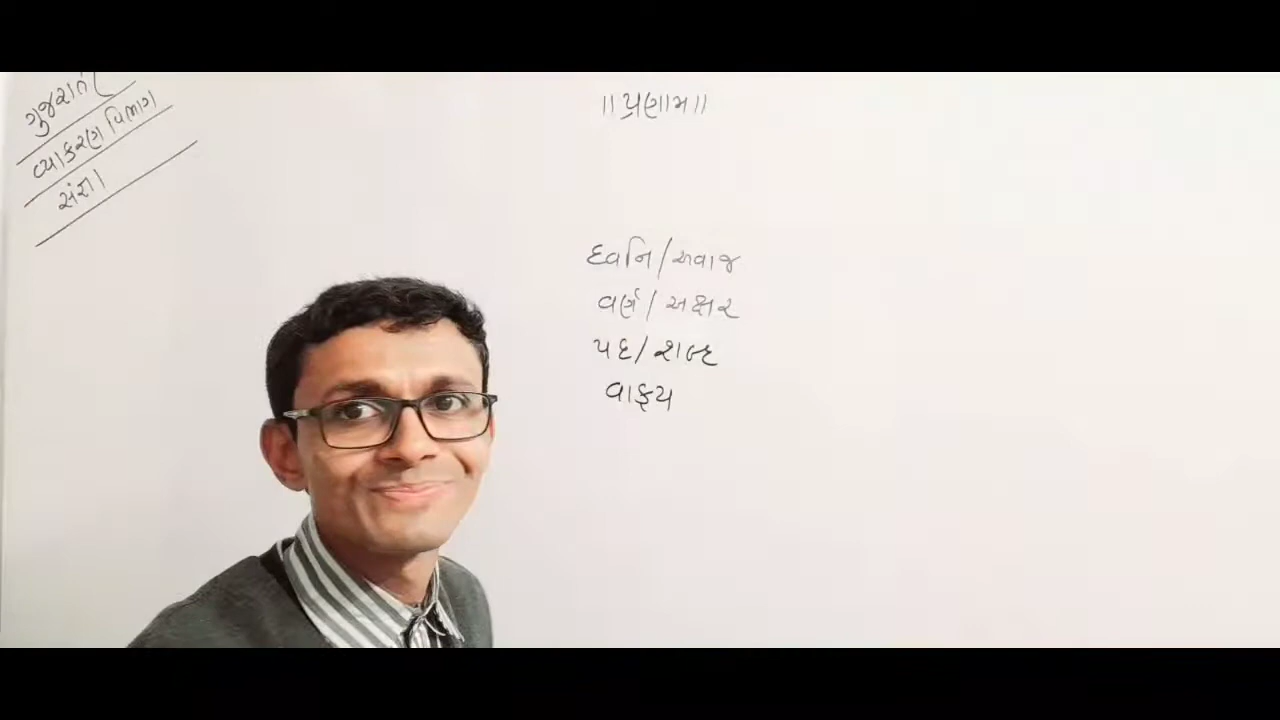 ગુજરાતી
વ્યાકરણ વિભાગ
સંજ્ઞા
॥પ્રણામ॥
ધ્વનિ/અવાજ
વર્ણ/અક્ષર
પદ/શબ્દ
વાક્ય